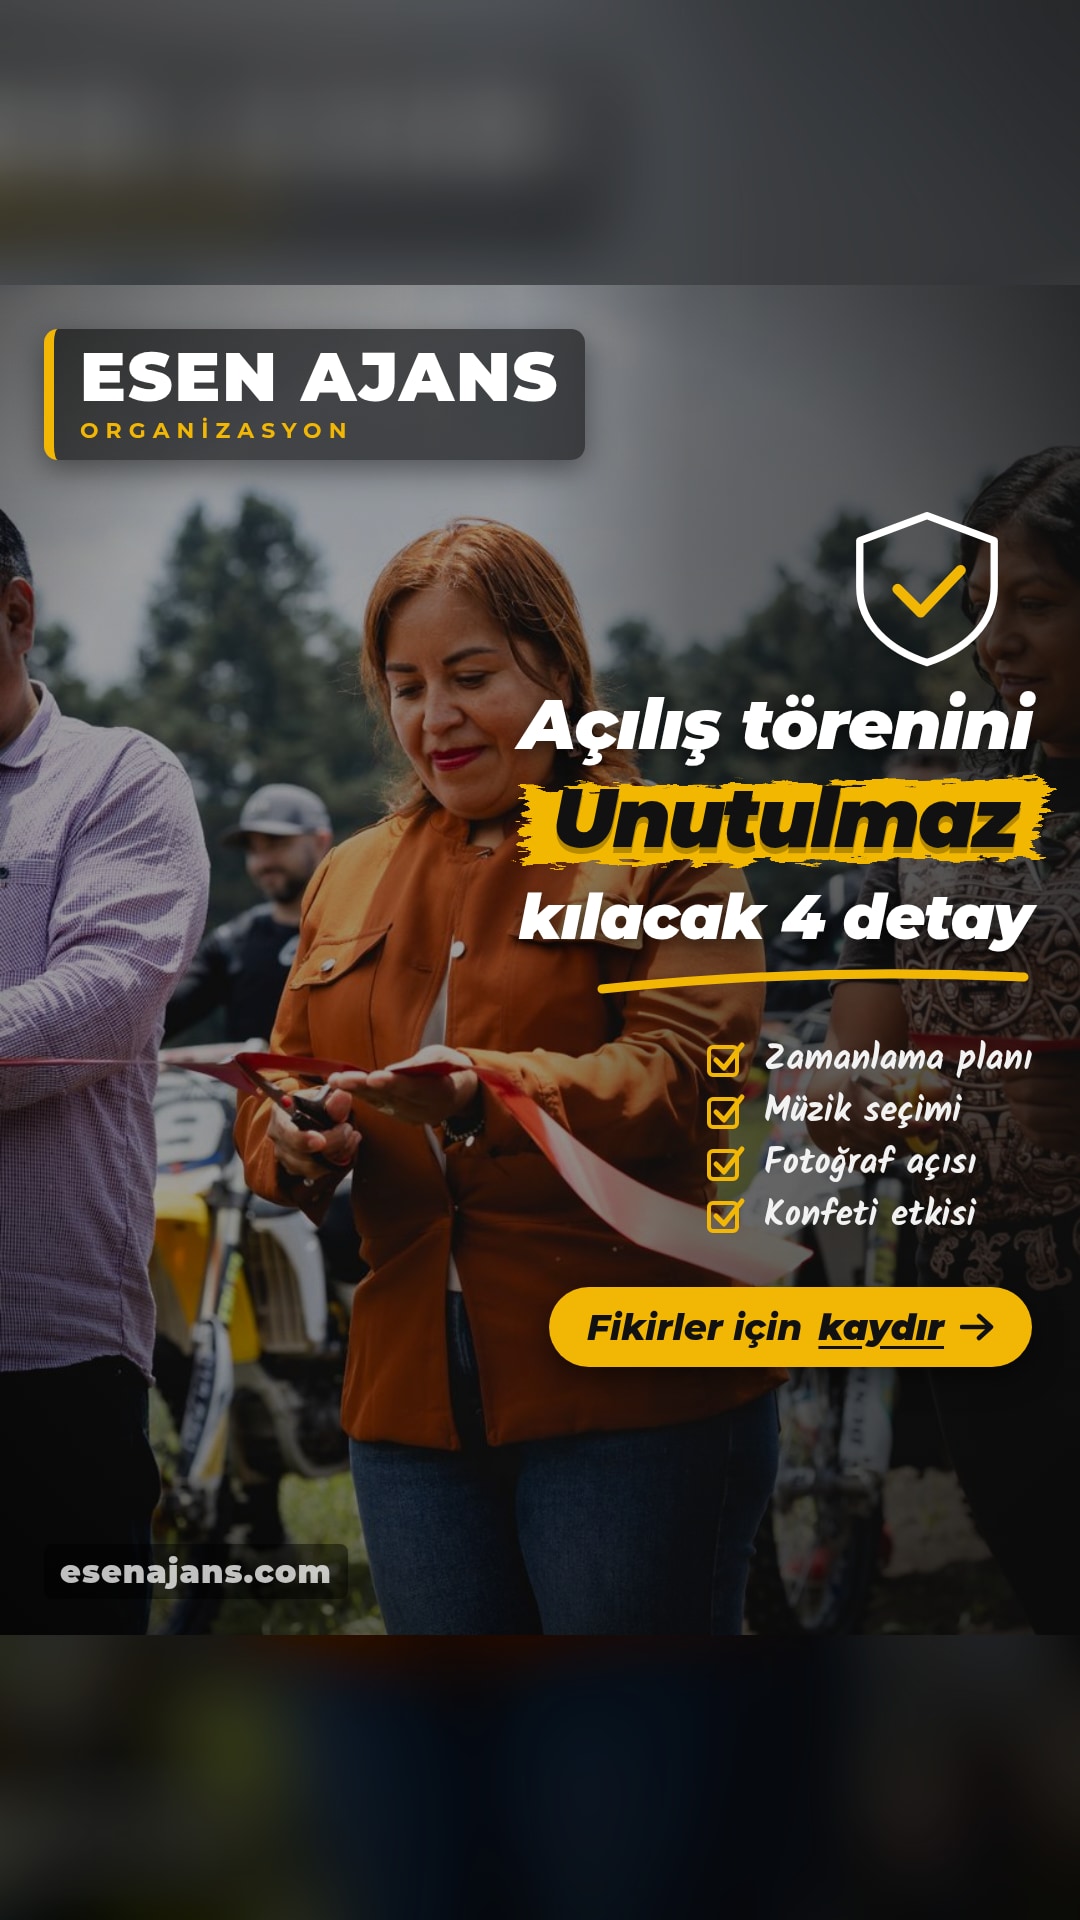 ESEN AJANS
ORGANİZASYON
Açılış törenini
Unutulmaz
kılacak 4 detay
Zamanlama planı
Müzik seçimi
Fotoğraf açısı
Konfeti etkisi
Fikirler için kaydır →
esenajans.com